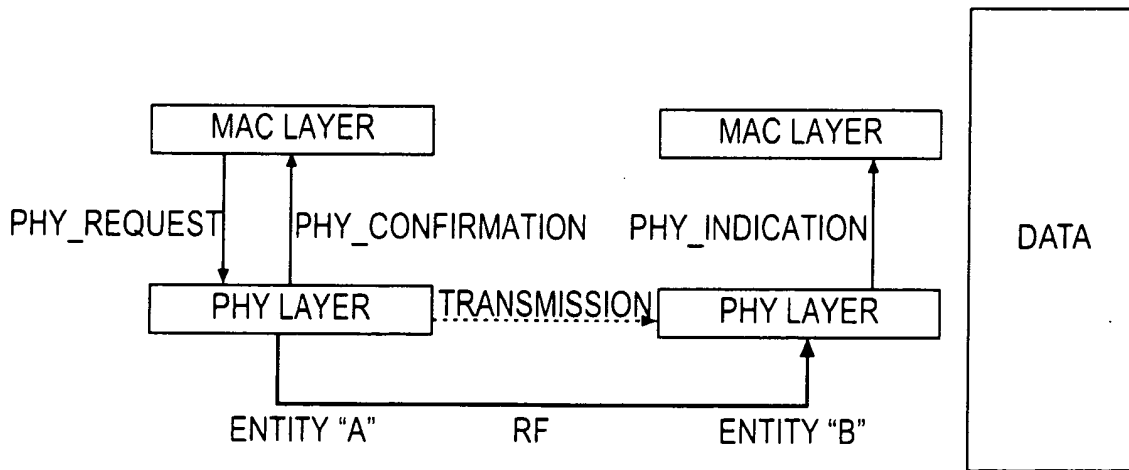 MAC LAYER
MAC LAYER
PHY_REQUEST
PHY_CONFIRMATION
PHY_INDICATION
DATA
PHY LAYER
TRANSMISSION
PHY LAYER
ENTITY “A”
RF
ENTITY “B”